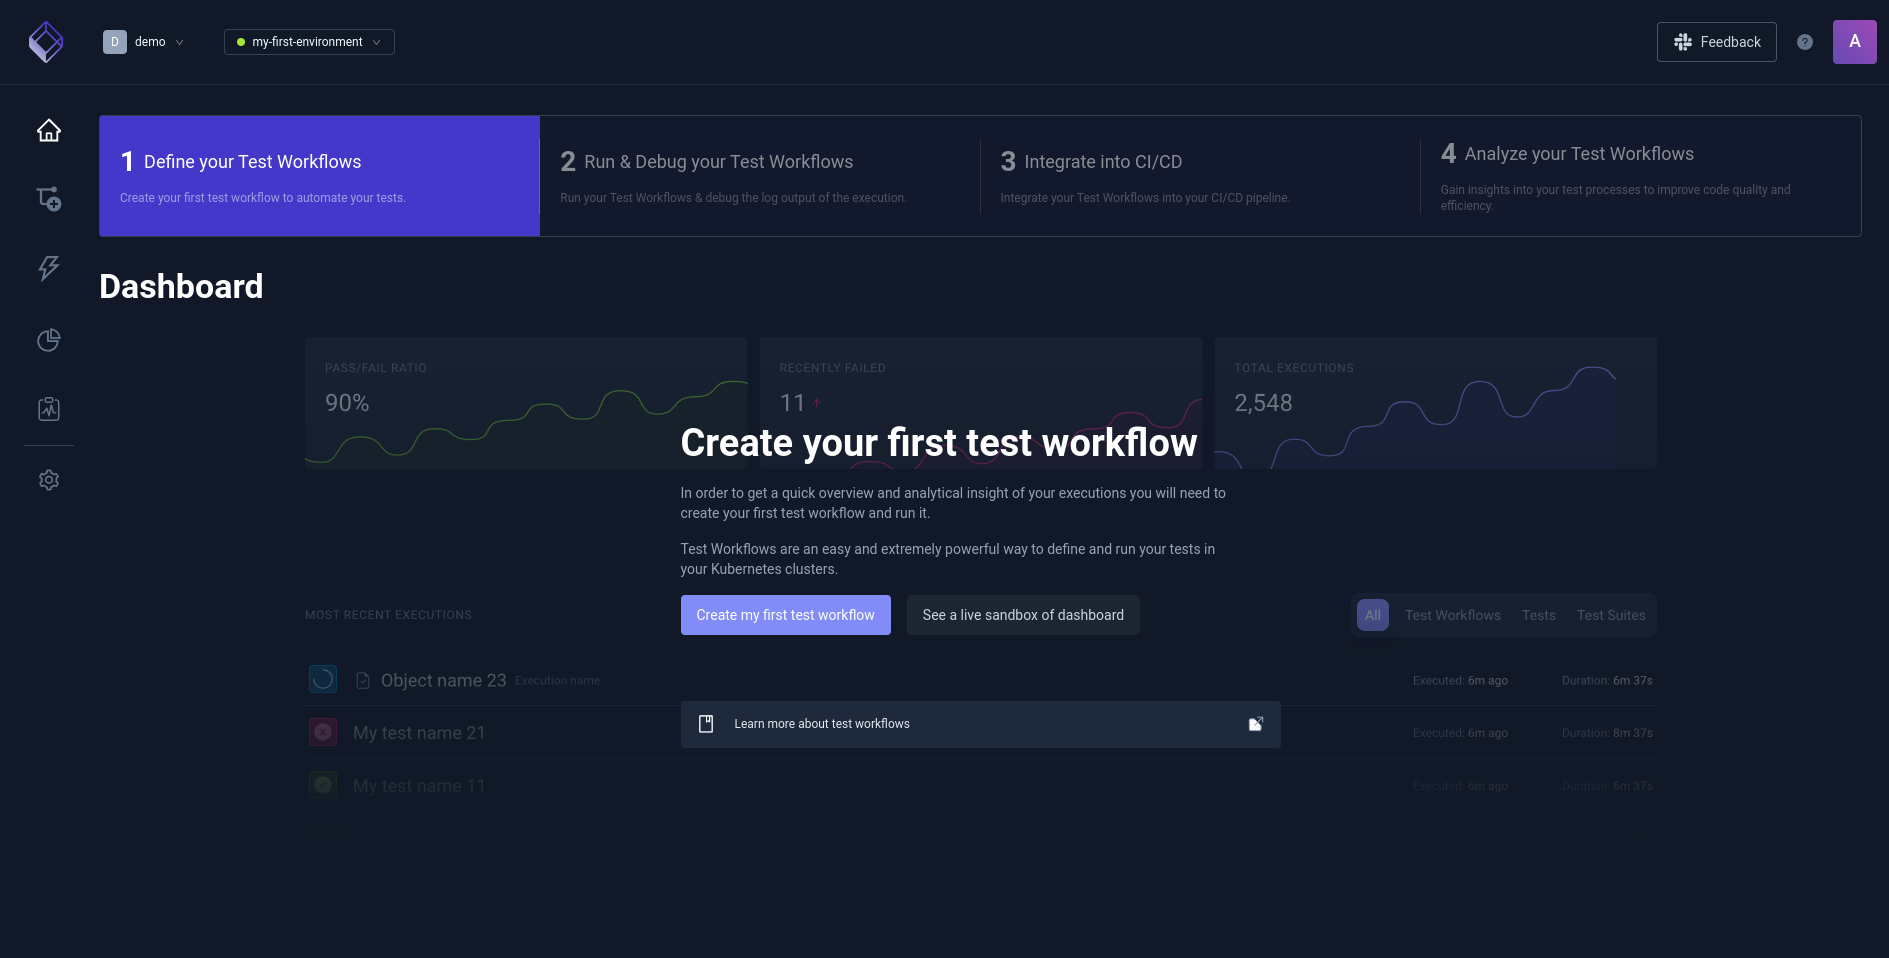 D demo
my-first-environment
Feedback
?
A
1 Define your Test Workflows
Create your first test workflow to automate your tests.
2 Run & Debug your Test Workflows
Run your Test Workflows & debug the log output of the execution.
3 Integrate into CI/CD
Integrate your Test Workflows into your CI/CD pipeline.
4 Analyze your Test Workflows
Gain insights into your test processes to improve code quality and
efficiency.
Dashboard
PASS/FAIL RATIO
90%
RECENTLY FAILED
11
TOTAL EXECUTIONS
2,548
Create your first test workflow
In order to get a quick overview and analytical insight of your executions you will need to
create your first test workflow and run it.
Test Workflows are an easy and extremely powerful way to define and run your tests in
your Kubernetes clusters.
Create my first test workflow
See a live sandbox of dashboard
MOST RECENT EXECUTIONS
All Test Workflows Tests Test Suites
Object name 23 Execution name Executed: 6m ago Duration: 6m 37s
Learn more about test workflows
My test name 21 Executed: 6m ago Duration: 8m 37s
My test name 11 Executed: 6m ago Duration: 6m 37s